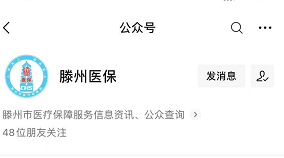 公众号
滕州医保
发消息
滕州市医疗保障服务信息资讯、公众查询
48位朋友关注